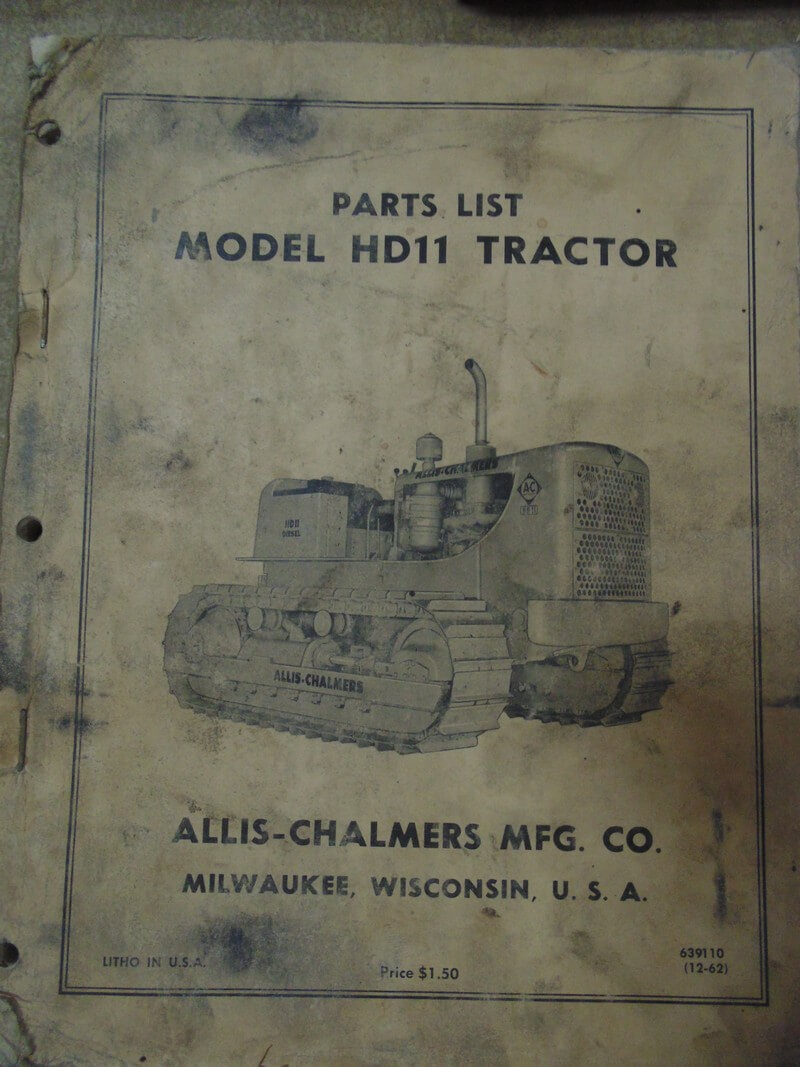 PARTS LIST
MODEL HD11 TRACTOR
ALLIS-CHALMERS
AC
HD11
DIESEL
ALLIS-CHALMERS
ALLIS-CHALMERS MFG. CO.
MILWAUKEE, WISCONSIN, U. S. A.
LITHO IN U.S.A.
Price $1.50
639110
(12-62)